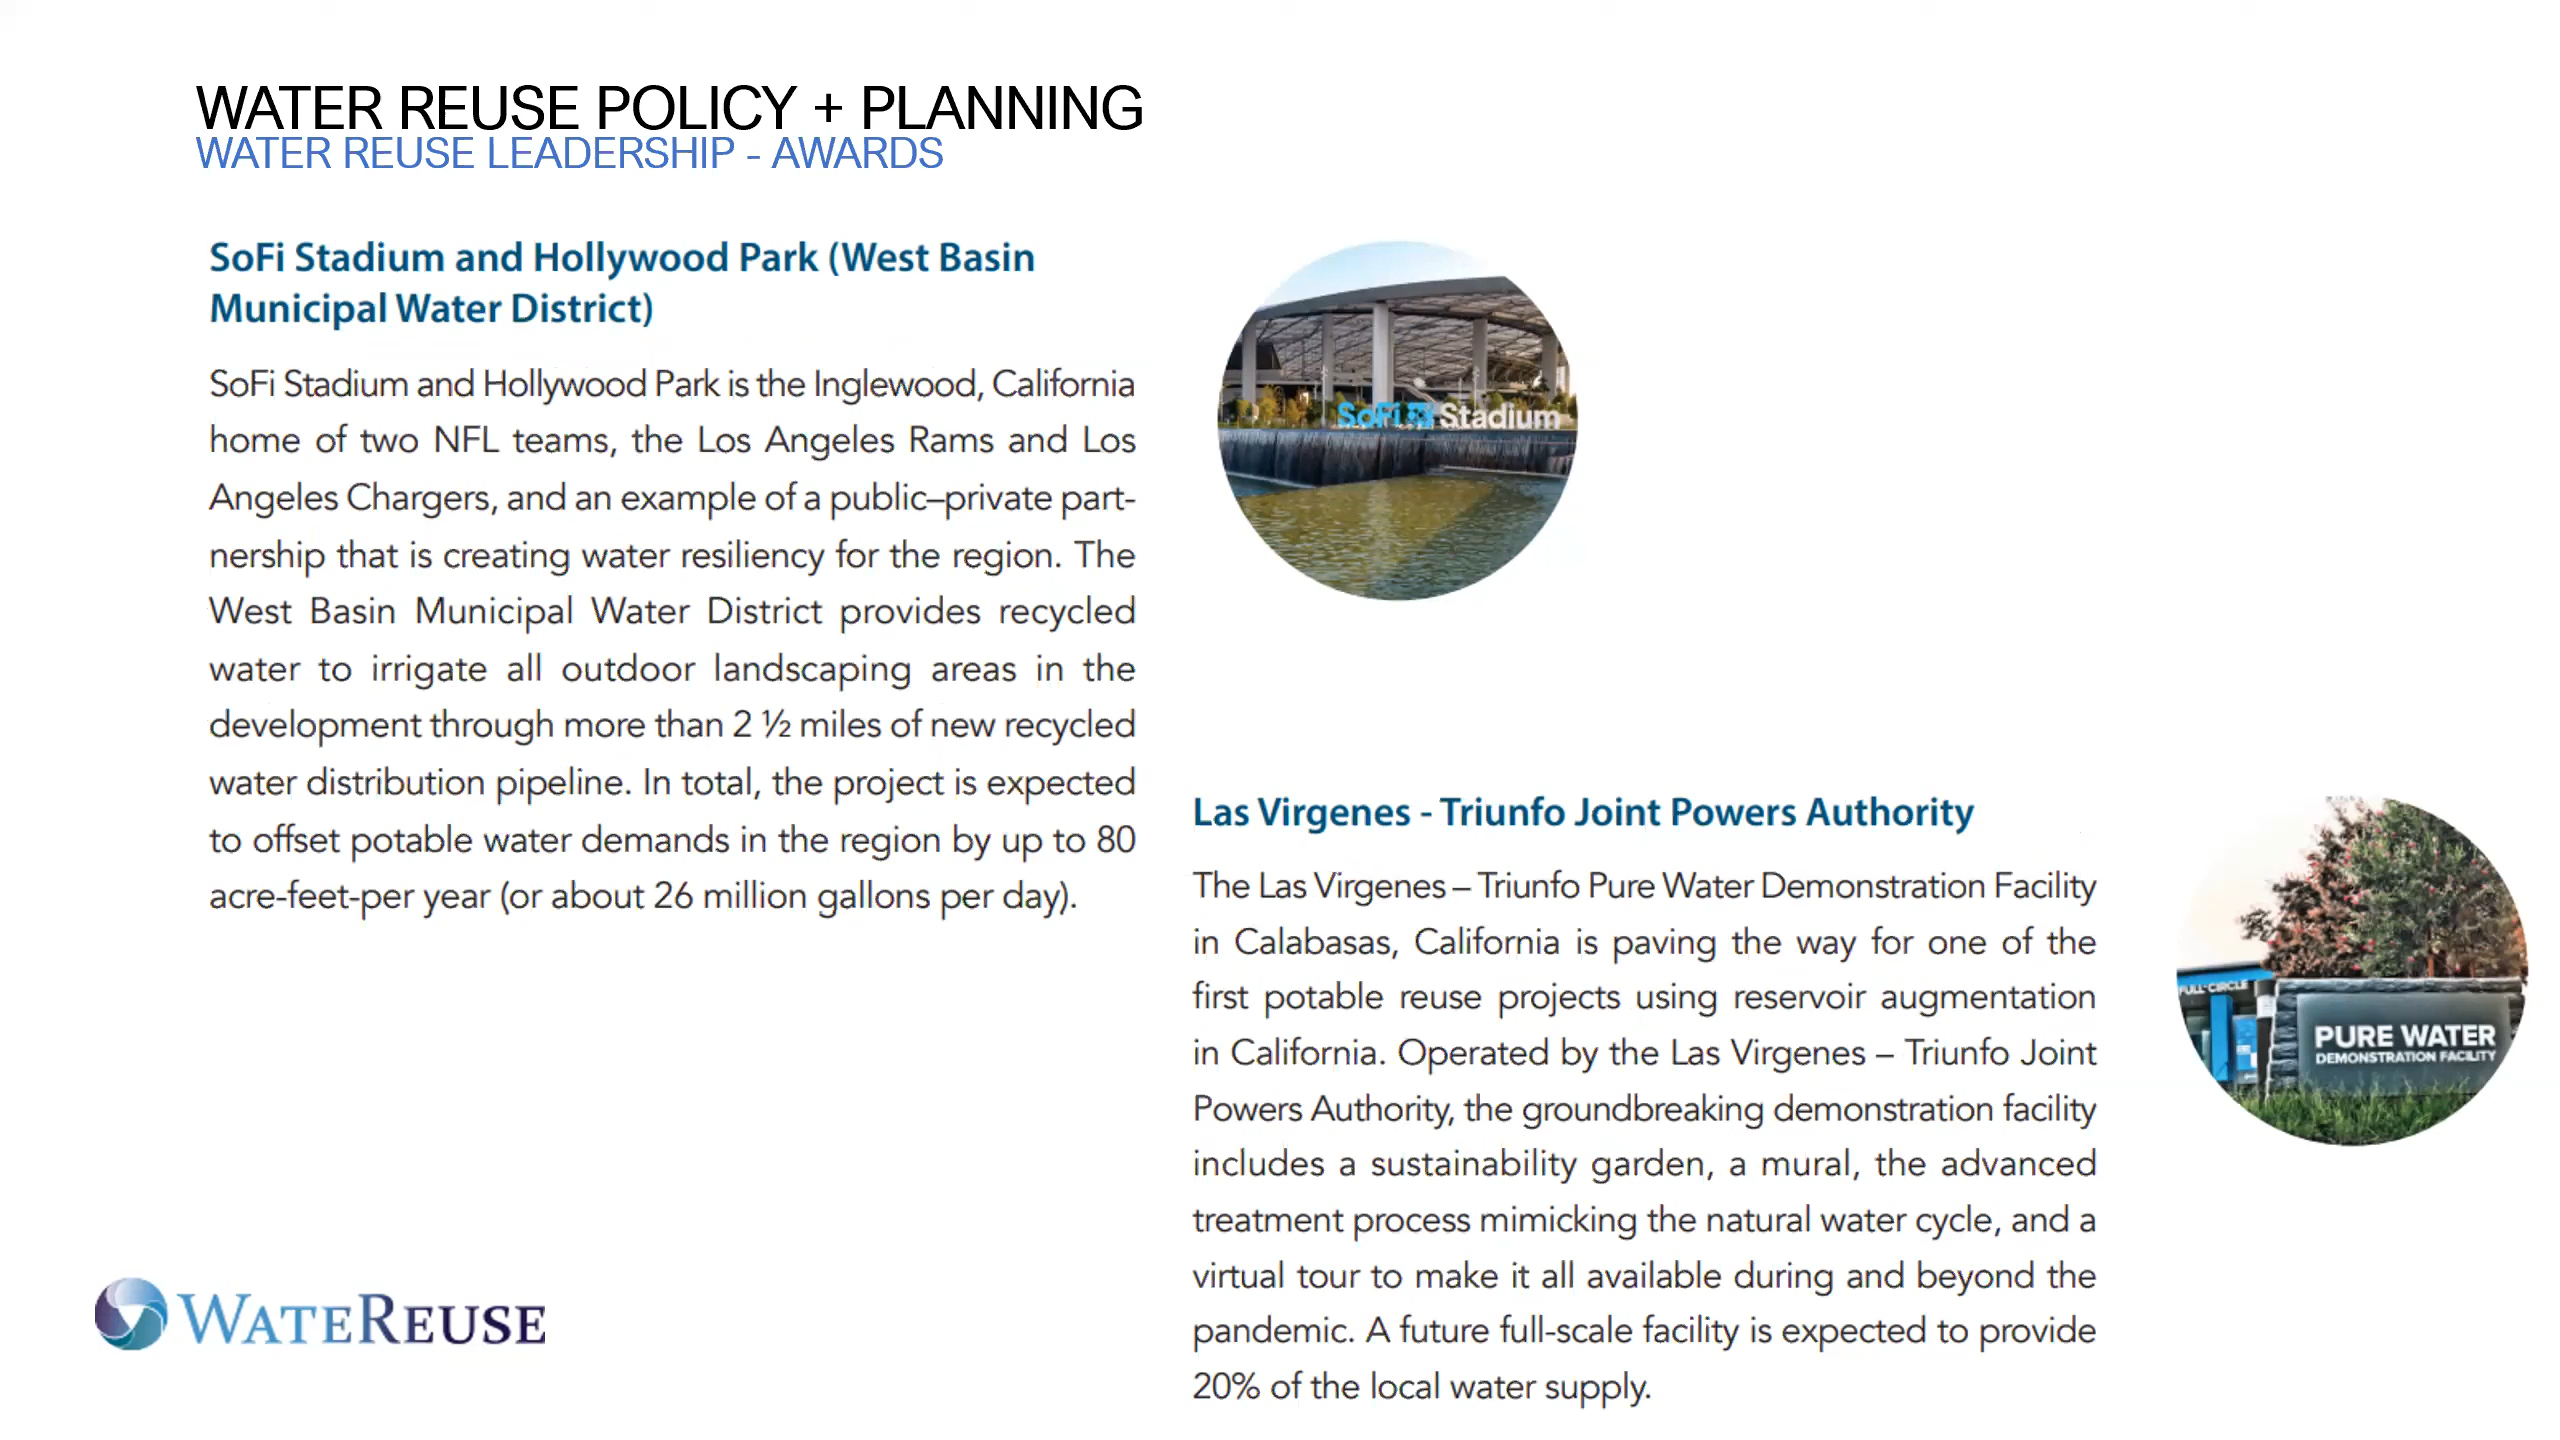 WATER REUSE POLICY + PLANNING
WATER REUSE LEADERSHIP - AWARDS
SoFi Stadium and Hollywood Park (West Basin
Municipal Water District)
SoFi Stadium and Hollywood Park is the Inglewood, California
home of two NFL teams, the Los Angeles Rams and Los
Angeles Chargers, and an example of a public–private part-
nership that is creating water resiliency for the region. The
West Basin Municipal Water District provides recycled
water to irrigate all outdoor landscaping areas in the
development through more than 2 ½ miles of new recycled
water distribution pipeline. In total, the project is expected
to offset potable water demands in the region by up to 80
acre-feet-per year (or about 26 million gallons per day).
SoFi Stadium
Las Virgenes - Triunfo Joint Powers Authority
The Las Virgenes – Triunfo Pure Water Demonstration Facility
in Calabasas, California is paving the way for one of the
first potable reuse projects using reservoir augmentation
in California. Operated by the Las Virgenes – Triunfo Joint
Powers Authority, the groundbreaking demonstration facility
includes a sustainability garden, a mural, the advanced
treatment process mimicking the natural water cycle, and a
virtual tour to make it all available during and beyond the
pandemic. A future full-scale facility is expected to provide
20% of the local water supply.
FULL CIRCLE
PURE WATER
DEMONSTRATION FACILITY
WATEREUSE